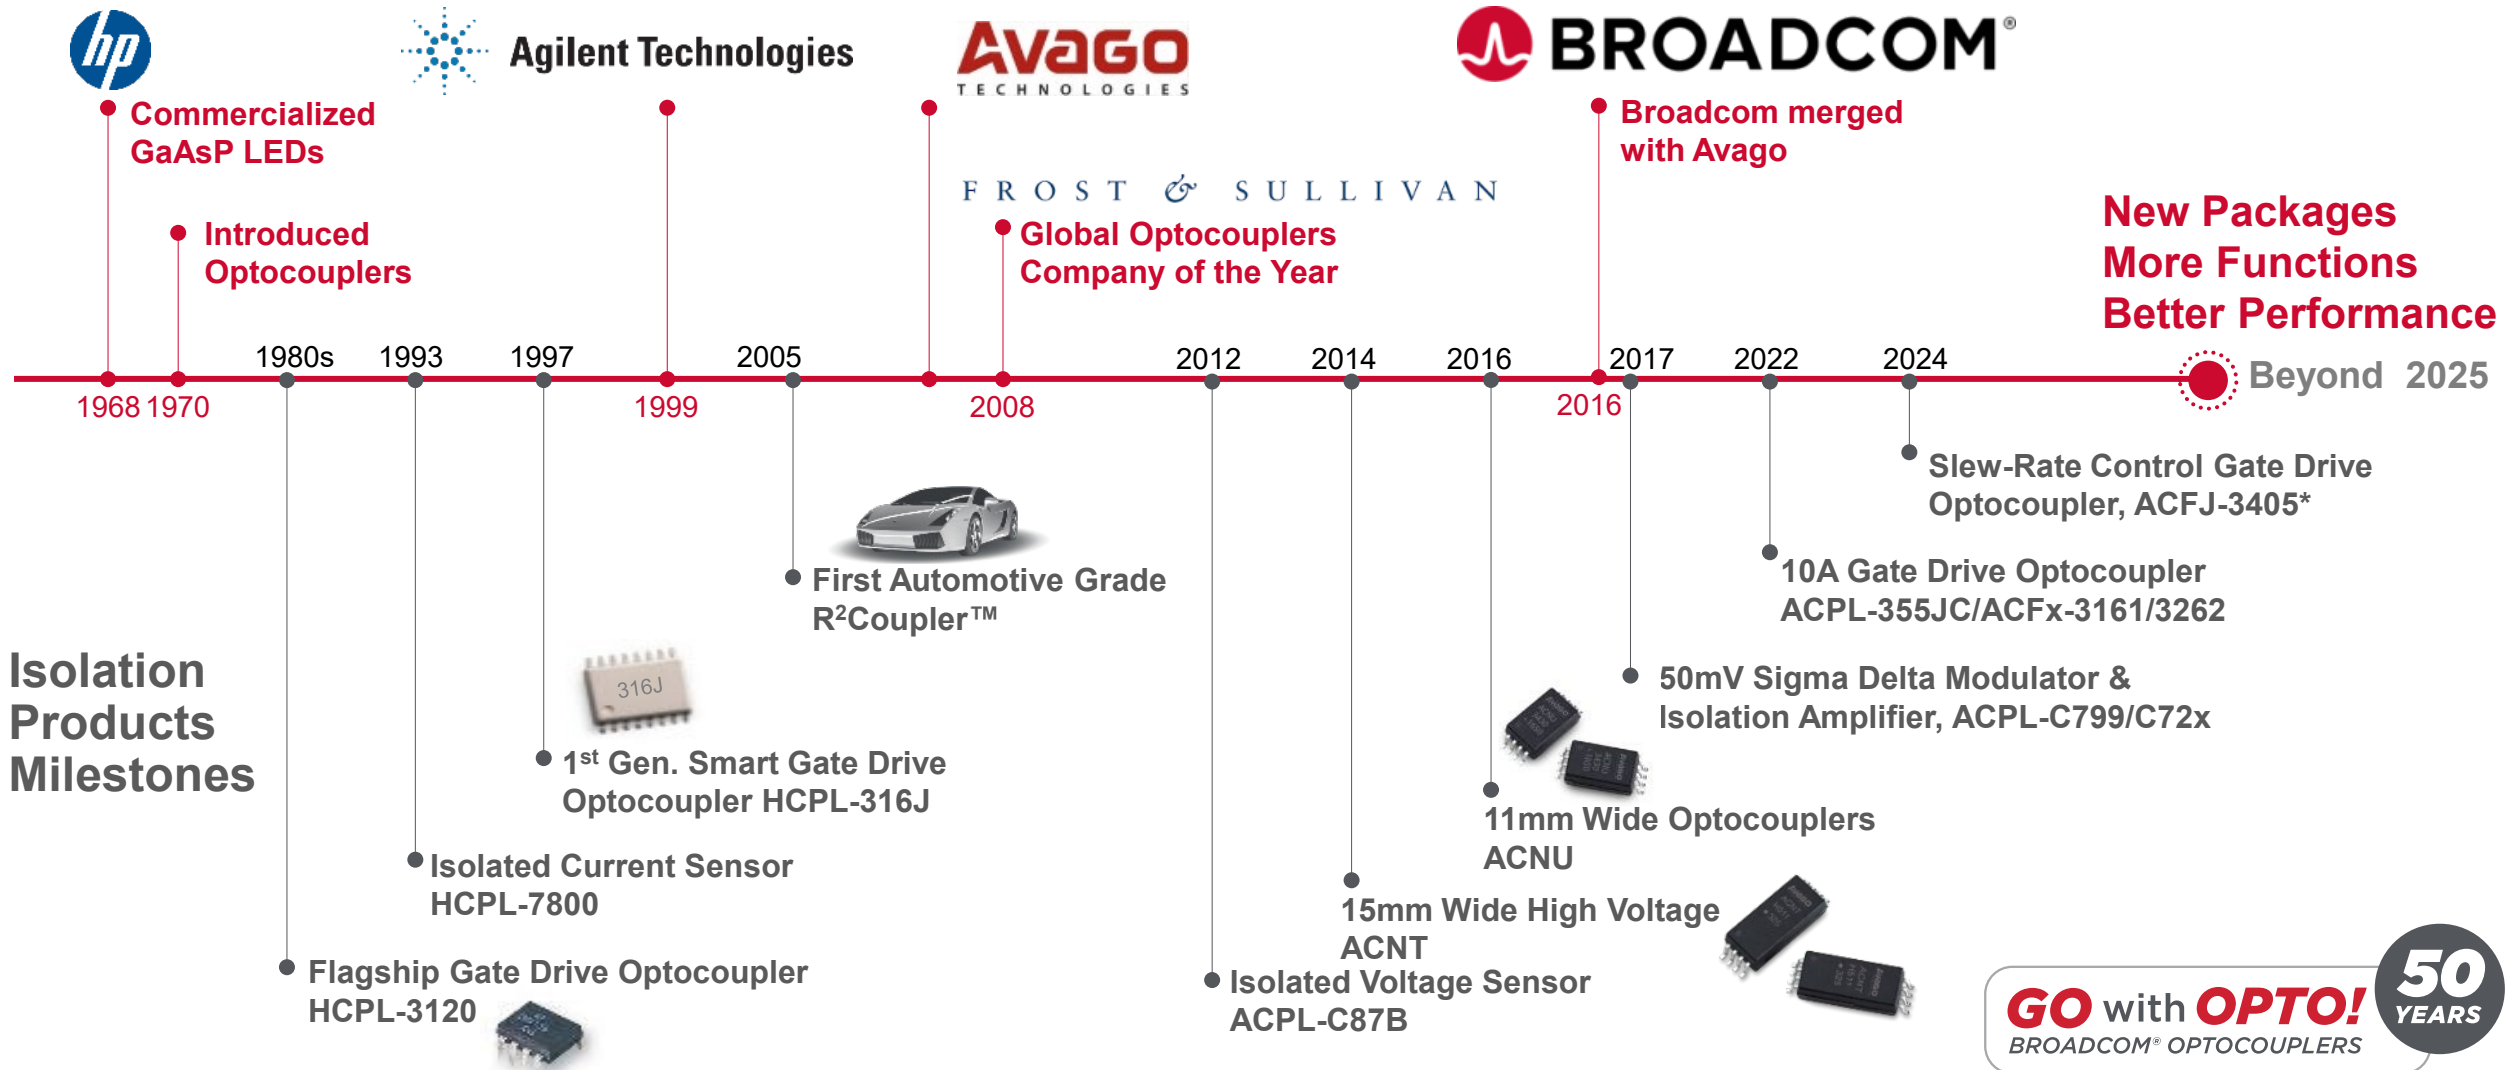 hp
Agilent Technologies
AVAGO
TECHNOLOGIES
BROADCOM®
Commercialized
GaAsP LEDs
Broadcom merged
with Avago
FROST & SULLIVAN
Introduced
Optocouplers
Global Optocouplers
Company of the Year
New Packages
More Functions
Better Performance
1980s 1993 1997 2005 2012 2014 2016 2017 2022 2024
Beyond 2025
1968 1970 1999 2008 2016
Slew-Rate Control Gate Drive
Optocoupler, ACFJ-3405*
10A Gate Drive Optocoupler
ACPL-355JC/ACFx-3161/3262
First Automotive Grade
R²Coupler™
Isolation
Products
Milestones
316J
50mV Sigma Delta Modulator &
Isolation Amplifier, ACPL-C799/C72x
1st Gen. Smart Gate Drive
Optocoupler HCPL-316J
11mm Wide Optocouplers
ACNU
Isolated Current Sensor
HCPL-7800
15mm Wide High Voltage
ACNT
Flagship Gate Drive Optocoupler
HCPL-3120
Isolated Voltage Sensor
ACPL-C87B
GO with OPTO!
BROADCOM® OPTOCOUPLERS
50
YEARS